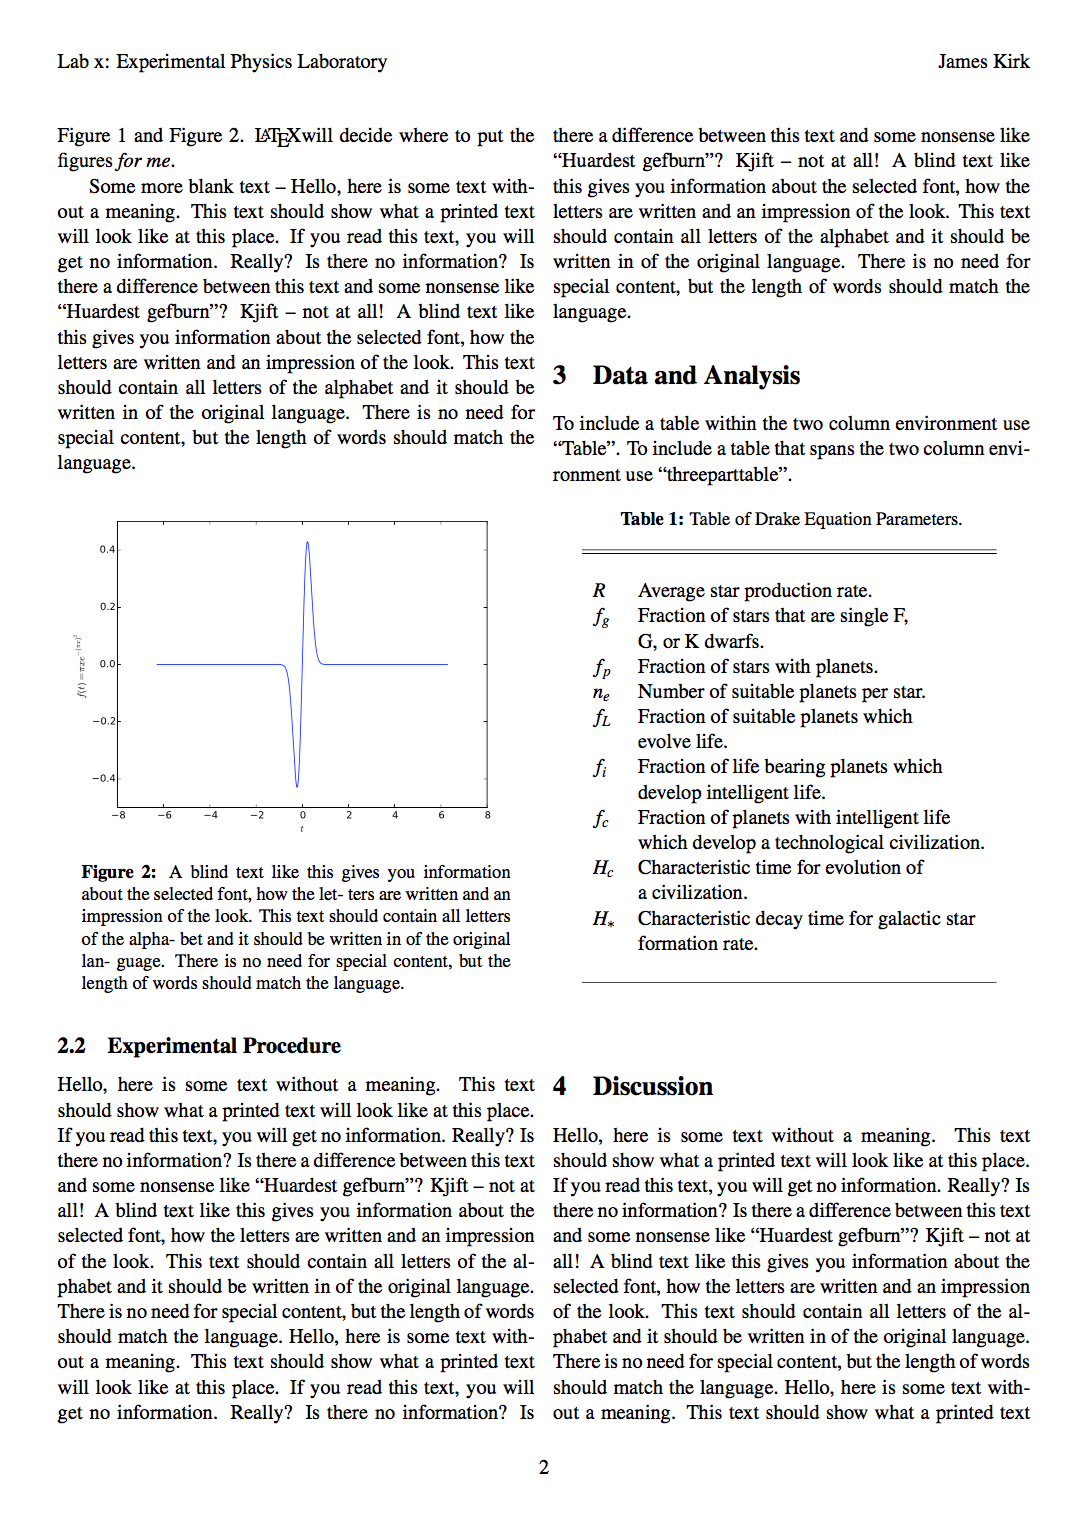 Lab x: Experimental Physics Laboratory
James Kirk
Figure 1 and Figure 2. LATEXwill decide where to put the
figures for me.
Some more blank text – Hello, here is some text with-
out a meaning. This text should show what a printed text
will look like at this place. If you read this text, you will
get no information. Really? Is there no information? Is
there a difference between this text and some nonsense like
“Huardest gefburn”? Kjift – not at all! A blind text like
this gives you information about the selected font, how the
letters are written and an impression of the look. This text
should contain all letters of the alphabet and it should be
written in of the original language. There is no need for
special content, but the length of words should match the
language.
0.4
0.2
0.0
−0.2
−0.4
f(t) = πxe^{−(πx)^2}
−8 −6 −4 −2 0 2 4 6 8
t
Figure 2: A blind text like this gives you information
about the selected font, how the let- ters are written and an
impression of the look. This text should contain all letters
of the alpha- bet and it should be written in of the original
lan- guage. There is no need for special content, but the
length of words should match the language.
2.2 Experimental Procedure
Hello, here is some text without a meaning. This text
should show what a printed text will look like at this place.
If you read this text, you will get no information. Really? Is
there no information? Is there a difference between this text
and some nonsense like “Huardest gefburn”? Kjift – not at
all! A blind text like this gives you information about the
selected font, how the letters are written and an impression
of the look. This text should contain all letters of the al-
phabet and it should be written in of the original language.
There is no need for special content, but the length of words
should match the language. Hello, here is some text with-
out a meaning. This text should show what a printed text
will look like at this place. If you read this text, you will
get no information. Really? Is there no information? Is
there a difference between this text and some nonsense like
“Huardest gefburn”? Kjift – not at all! A blind text like
this gives you information about the selected font, how the
letters are written and an impression of the look. This text
should contain all letters of the alphabet and it should be
written in of the original language. There is no need for
special content, but the length of words should match the
language.
3 Data and Analysis
To include a table within the two column environment use
“Table”. To include a table that spans the two column envi-
ronment use “threeparttable”.
Table 1: Table of Drake Equation Parameters.
R Average star production rate.
f_g Fraction of stars that are single F,
G, or K dwarfs.
f_p Fraction of stars with planets.
n_e Number of suitable planets per star.
f_L Fraction of suitable planets which
evolve life.
f_i Fraction of life bearing planets which
develop intelligent life.
f_c Fraction of planets with intelligent life
which develop a technological civilization.
H_c Characteristic time for evolution of
a civilization.
H_* Characteristic decay time for galactic star
formation rate.
4 Discussion
Hello, here is some text without a meaning. This text
should show what a printed text will look like at this place.
If you read this text, you will get no information. Really? Is
there no information? Is there a difference between this text
and some nonsense like “Huardest gefburn”? Kjift – not at
all! A blind text like this gives you information about the
selected font, how the letters are written and an impression
of the look. This text should contain all letters of the al-
phabet and it should be written in of the original language.
There is no need for special content, but the length of words
should match the language. Hello, here is some text with-
out a meaning. This text should show what a printed text
2